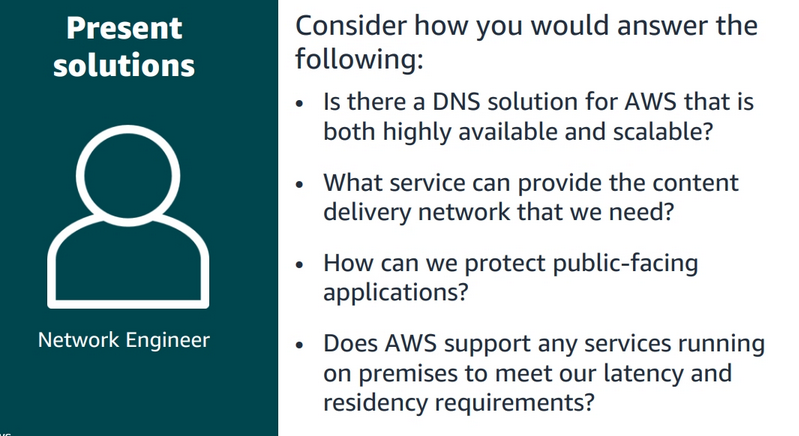 Present
solutions
Network Engineer
Consider how you would answer the
following:
• Is there a DNS solution for AWS that is
both highly available and scalable?
• What service can provide the content
delivery network that we need?
• How can we protect public-facing
applications?
• Does AWS support any services running
on premises to meet our latency and
residency requirements?